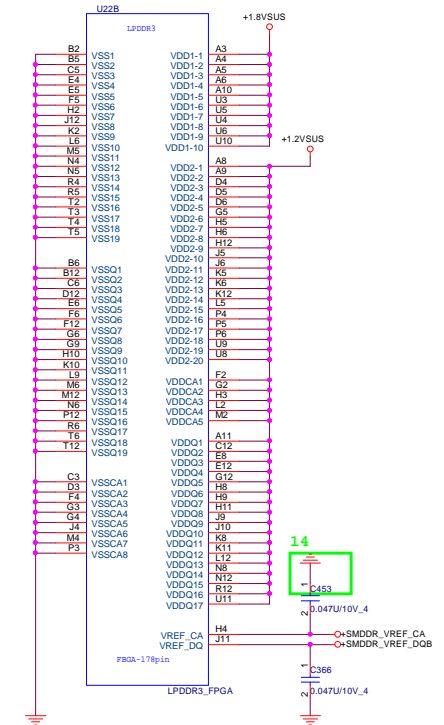 U22B
LPDDR3
+1.8VSUS
B2 VSS1 VDD1-1 A3
B5 VSS2 VDD1-2 A4
C5 VSS3 VDD1-3 A5
E4 VSS4 VDD1-4 A6
E5 VSS5 VDD1-5 A10
F5 VSS6 VDD1-6 U3
H2 VSS7 VDD1-7 U5
J12 VSS8 VDD1-8 U4
K2 VSS9 VDD1-9 U6
L6 VSS10 VDD1-10 U10
M5 VSS11
+1.2VSUS
N4 VSS12 VDD2-1 A8
N5 VSS13 VDD2-2 A9
R4 VSS14 VDD2-3 D4
R5 VSS15 VDD2-4 D5
T2 VSS16 VDD2-5 D6
T3 VSS17 VDD2-6 G5
T4 VSS18 VDD2-7 H5
T5 VSS19 VDD2-8 H6
VDD2-9 H12
VDD2-10 J5
B6 VSSQ1 VDD2-11 J6
B12 VSSQ2 VDD2-12 K5
C6 VSSQ3 VDD2-13 K6
D12 VSSQ4 VDD2-14 K12
E6 VSSQ5 VDD2-15 L5
F6 VSSQ6 VDD2-16 P4
F12 VSSQ7 VDD2-17 P5
G6 VSSQ8 VDD2-18 P6
G9 VSSQ9 VDD2-19 U9
H10 VSSQ10 VDD2-20 U8
K10 VSSQ11
L9 VSSQ12 VDDCA1 F2
M6 VSSQ13 VDDCA2 G2
M12 VSSQ14 VDDCA3 H3
N6 VSSQ15 VDDCA4 L2
P12 VSSQ16 VDDCA5 M2
R6 VSSQ17
T6 VSSQ18 VDDQ1 A11
T12 VSSQ19 VDDQ2 C12
VDDQ3 E8
VDDQ4 E12
C3 VSSCA1 VDDQ5 G12
D3 VSSCA2 VDDQ6 H8
F4 VSSCA3 VDDQ7 H9
G3 VSSCA4 VDDQ8 H11
G4 VSSCA5 VDDQ9 J9
J4 VSSCA6 VDDQ10 J10
M4 VSSCA7 VDDQ11 K8
P3 VSSCA8 VDDQ12 K11
VDDQ13 L12
VDDQ14 N8
VDDQ15 N12
VDDQ16 R12
VDDQ17 U11
14
1
C453
2
0.047U/10V_4
VREF_CA H4 +SMDDR_VREF_CA
VREF_DQ J11 +SMDDR_VREF_DQB
FBGA-178pin
1
C366
2
0.047U/10V_4
LPDDR3_FPGA